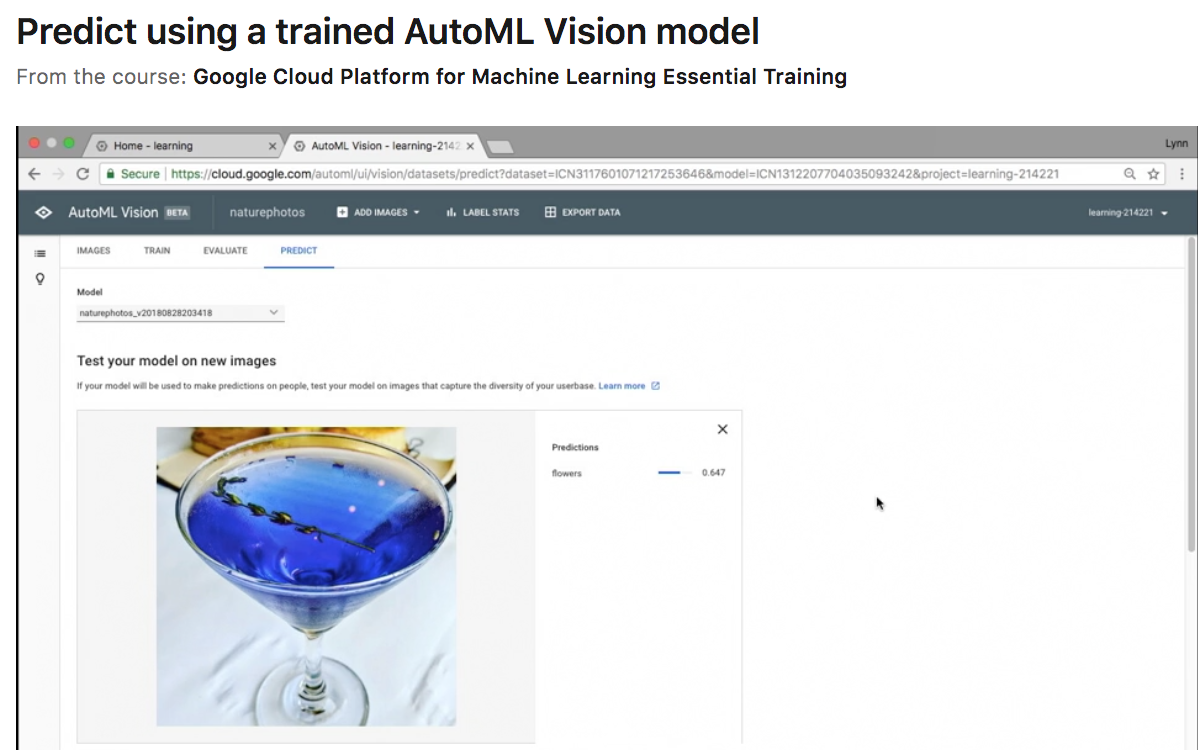 Predict using a trained AutoML Vision model
From the course: Google Cloud Platform for Machine Learning Essential Training
Home - learning
AutoML Vision - learning-2142
Lynn
Secure
https://cloud.google.com/automl/ui/vision/datasets/predict?dataset=ICN3117601071217253646&model=ICN1312207704035093242&project=learning-214221
AutoML Vision BETA
naturephotos
ADD IMAGES
LABEL STATS
EXPORT DATA
learning-214221
IMAGES
TRAIN
EVALUATE
PREDICT
Model
naturephotos_v20180828203418
Test your model on new images
If your model will be used to make predictions on people, test your model on images that capture the diversity of your userbase. Learn more
Predictions
flowers 0.647